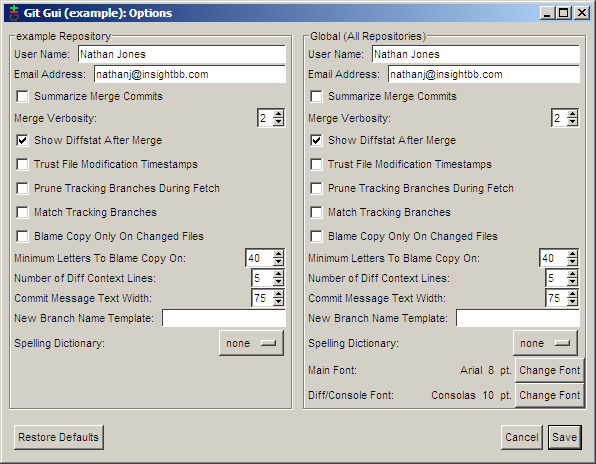 Git Gui (example): Options
example Repository
User Name: Nathan Jones
Email Address: nathanj@insightbb.com
Summarize Merge Commits
Merge Verbosity: 2
Show Diffstat After Merge
Trust File Modification Timestamps
Prune Tracking Branches During Fetch
Match Tracking Branches
Blame Copy Only On Changed Files
Minimum Letters To Blame Copy On: 40
Number of Diff Context Lines: 5
Commit Message Text Width: 75
New Branch Name Template:
Spelling Dictionary: none
Global (All Repositories)
User Name: Nathan Jones
Email Address: nathanj@insightbb.com
Summarize Merge Commits
Merge Verbosity: 2
Show Diffstat After Merge
Trust File Modification Timestamps
Prune Tracking Branches During Fetch
Match Tracking Branches
Blame Copy Only On Changed Files
Minimum Letters To Blame Copy On: 40
Number of Diff Context Lines: 5
Commit Message Text Width: 75
New Branch Name Template:
Spelling Dictionary: none
Main Font: Arial 8 pt. Change Font
Diff/Console Font: Consolas 10 pt. Change Font
Restore Defaults Cancel Save